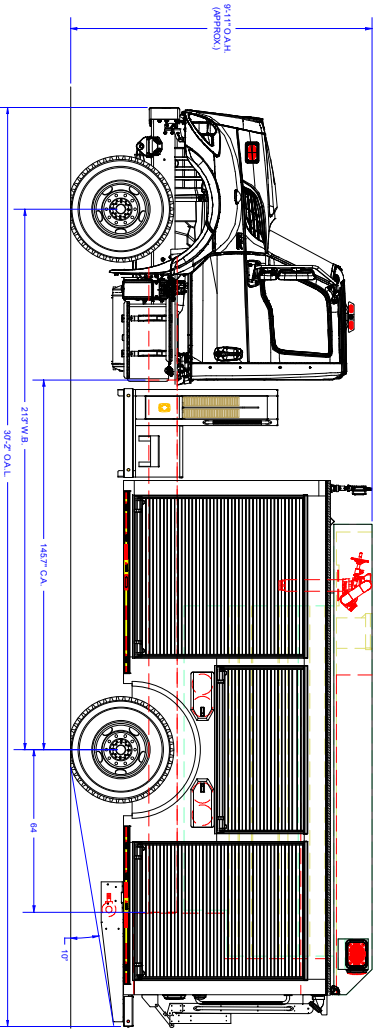 9'-11" O.A.H.
(APPROX.)
213" W.B.
145.7" C.A.
30'-2" O.A.L.
64
10°